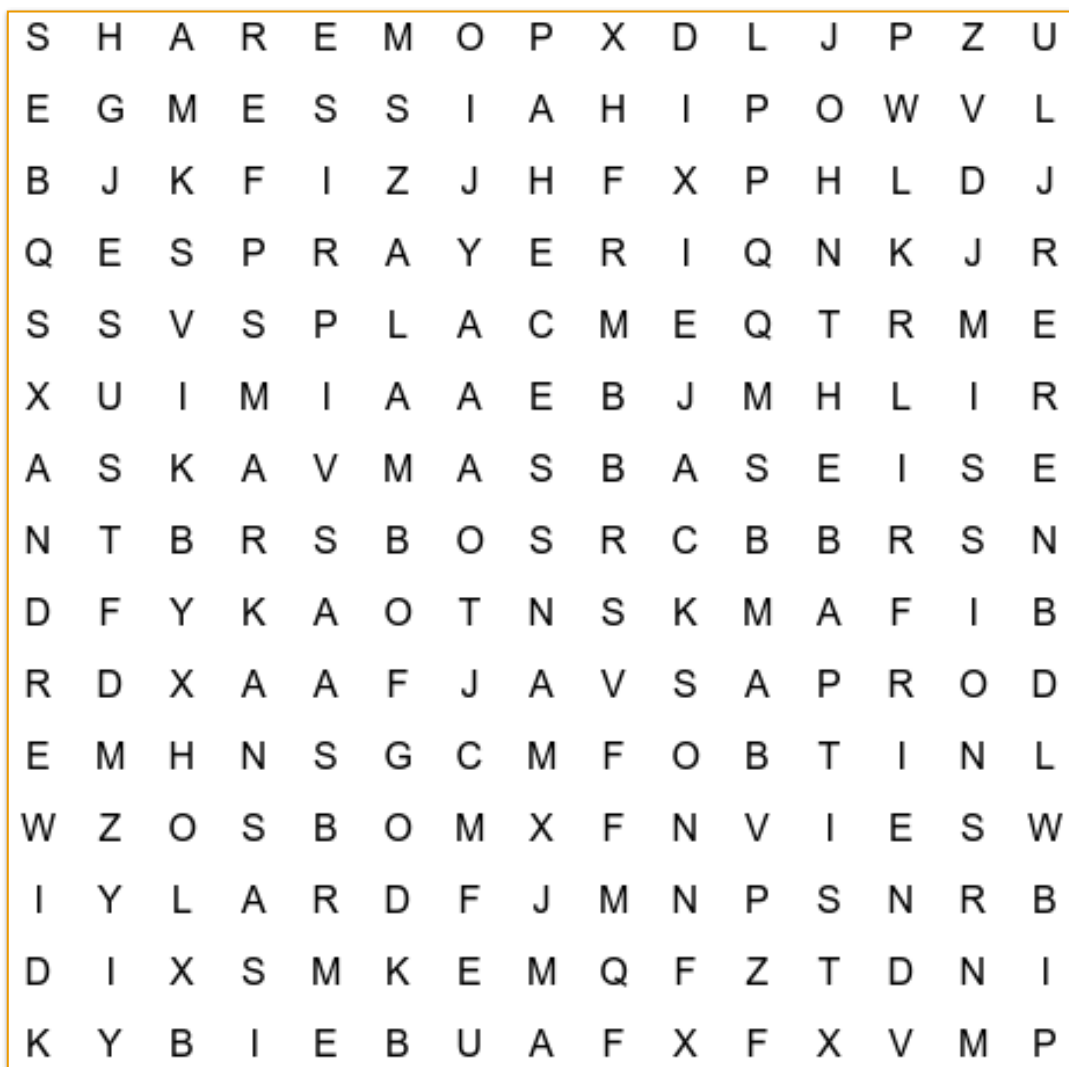 S H A R E M O P X D L J P Z U
E G M E S S I A H I P O W V L
B J K F I Z J H F X P H L D J
Q E S P R A Y E R I Q N K J R
S S V S P L A C M E Q T R M E
X U I M I A A E B J M H L I R
A S K A V M A S B A S E I S E
N T B R S B O S R C B B R S N
D F Y K A O T N S K M A F I B
R D X A A F J A V S A P R O D
E M H N S G C M F O B T I N L
W Z O S B O M X F N V I E S W
I Y L A R D F J M N P S N R B
D I X S M K E M Q F Z T D N I
K Y B I E B U A F X F X V M P